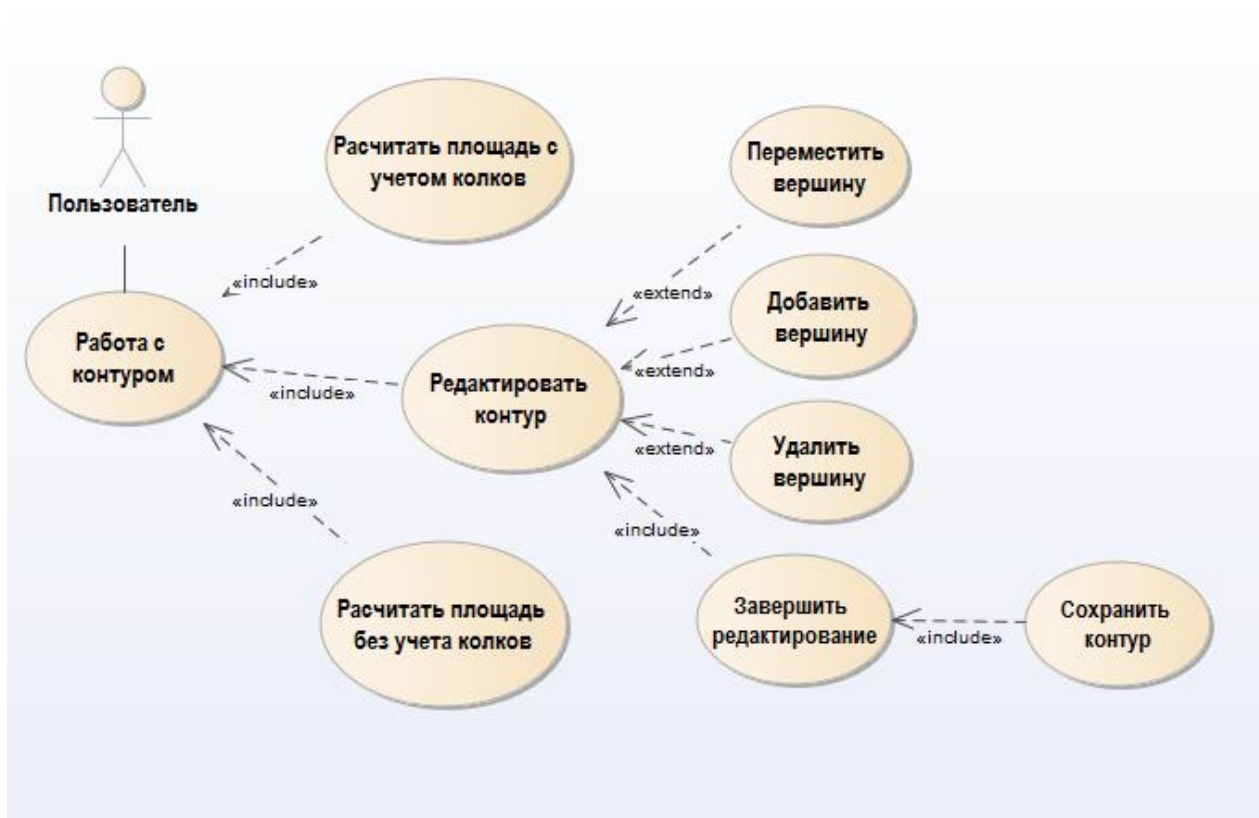 Пользователь
Расчитать площадь с
учетом колков
Переместить
вершину
«include»
«extend»
Добавить
вершину
Работа с
контуром
«include»
Редактировать
контур
«extend»
«extend»
Удалить
вершину
«include»
«include»
Расчитать площадь
без учета колков
Завершить
редактирование
«include»
Сохранить
контур